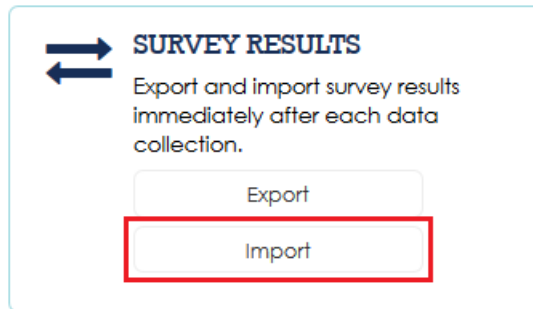 SURVEY RESULTS
Export and import survey results
immediately after each data
collection.
Export
Import